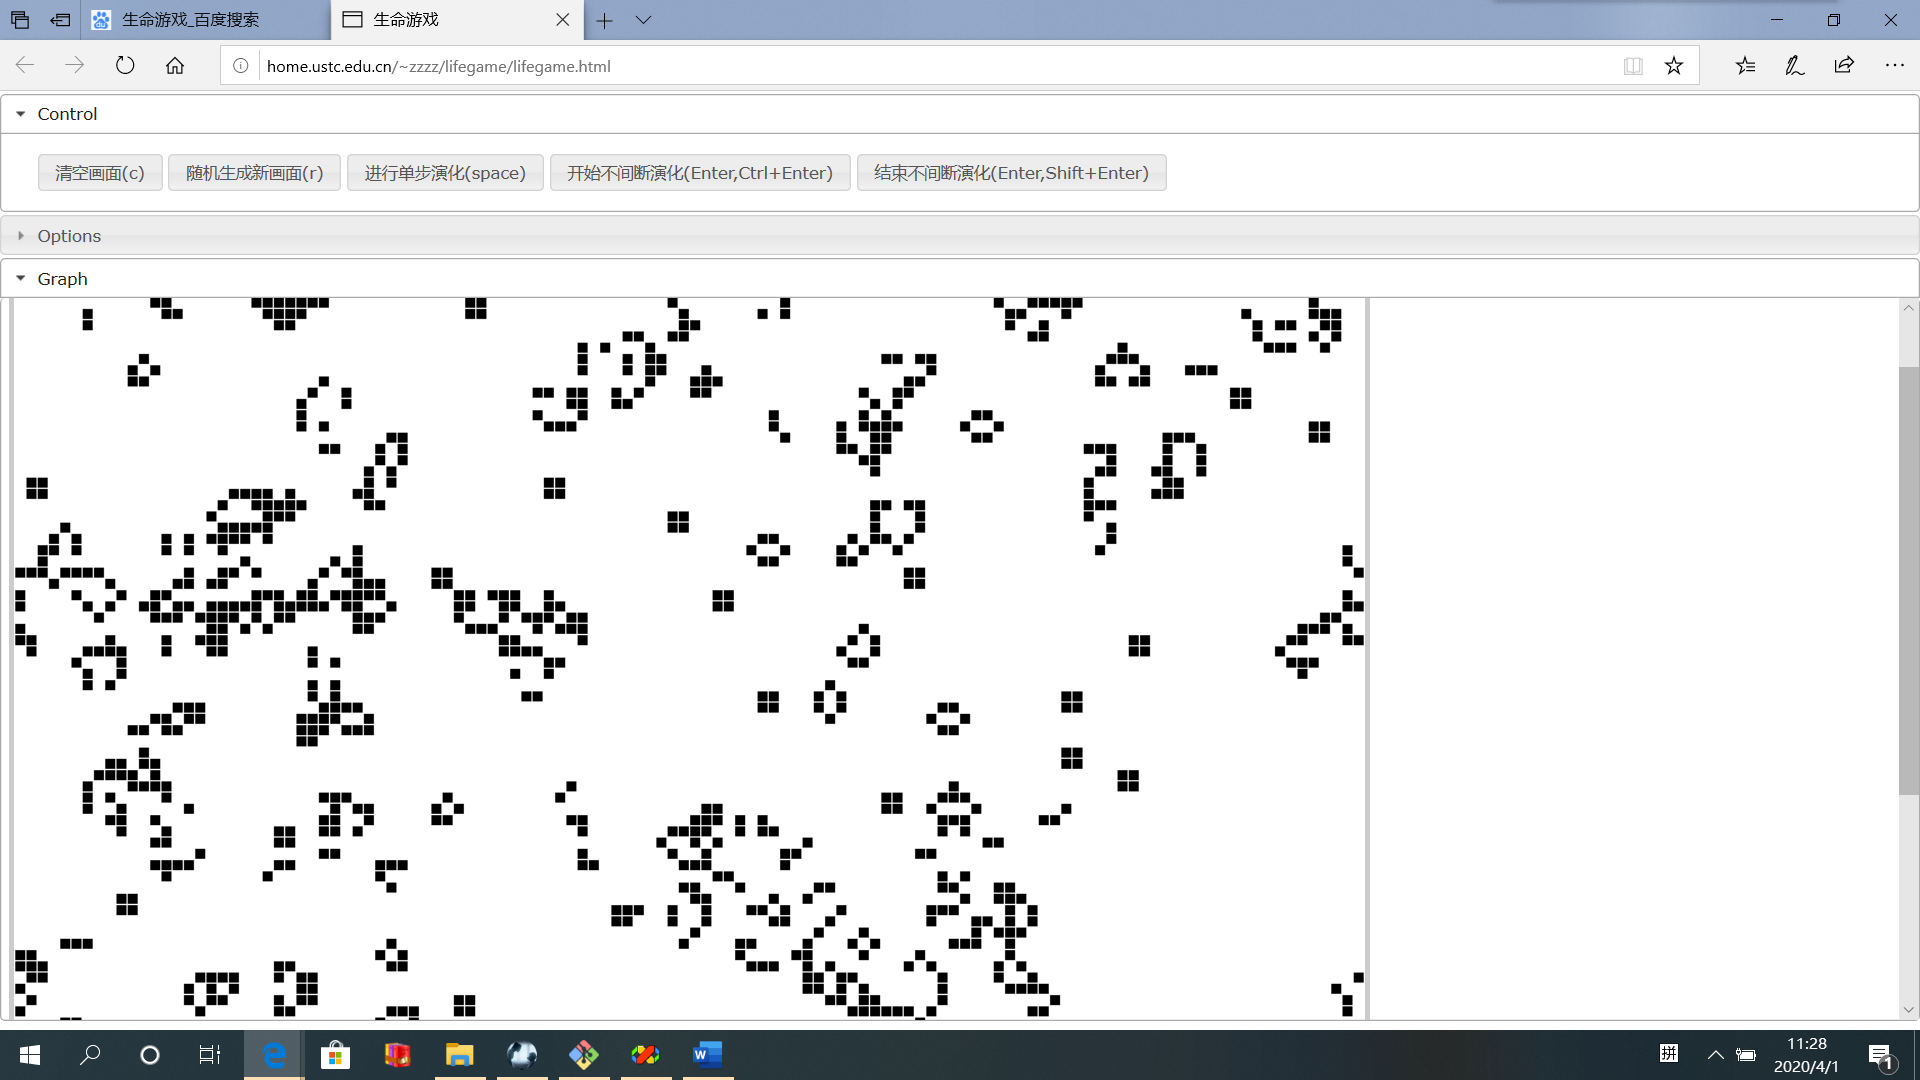 生命游戏_百度搜索
生命游戏
home.ustc.edu.cn/~zzzz/lifegame/lifegame.html
Control
清空画面(c)
随机生成新画面(r)
进行单步演化(space)
开始不间断演化(Enter,Ctrl+Enter)
结束不间断演化(Enter,Shift+Enter)
Options
Graph
拼
11:28
2020/4/1
1